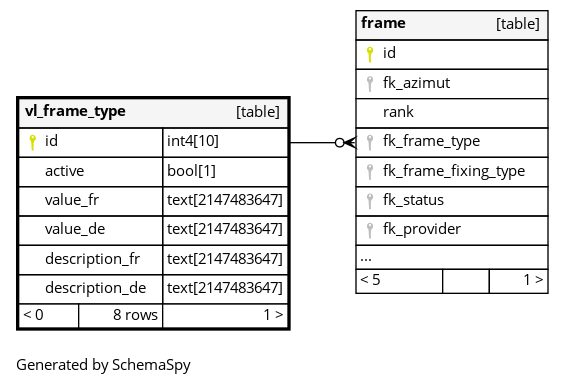 frame [table]
id
fk_azimut
rank
fk_frame_type
fk_frame_fixing_type
fk_status
fk_provider
...
< 5 1 >
vl_frame_type [table]
id int4[10]
active bool[1]
value_fr text[2147483647]
value_de text[2147483647]
description_fr text[2147483647]
description_de text[2147483647]
< 0 8 rows 1 >
Generated by SchemaSpy